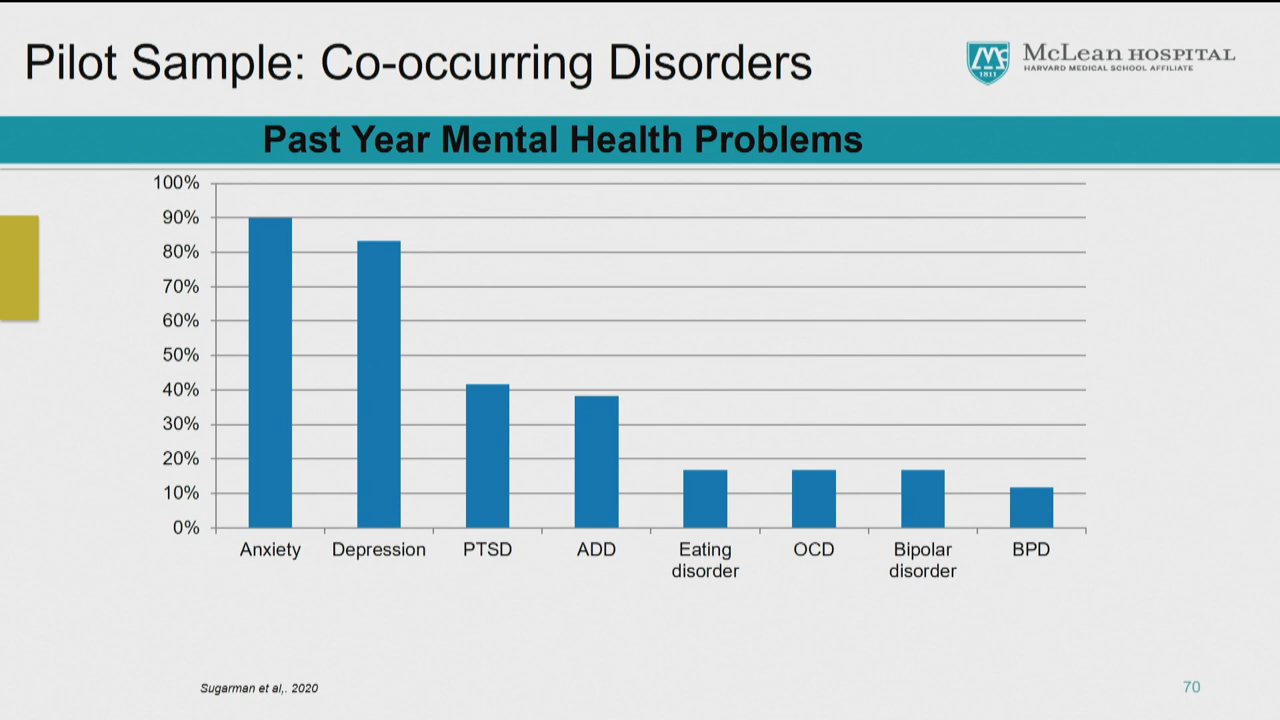 Pilot Sample: Co-occurring Disorders
McLean HOSPITAL
HARVARD MEDICAL SCHOOL AFFILIATE
1811
Past Year Mental Health Problems
100%
90%
80%
70%
60%
50%
40%
30%
20%
10%
0%
Anxiety Depression PTSD ADD Eating disorder OCD Bipolar disorder BPD
Sugarman et al,. 2020
70